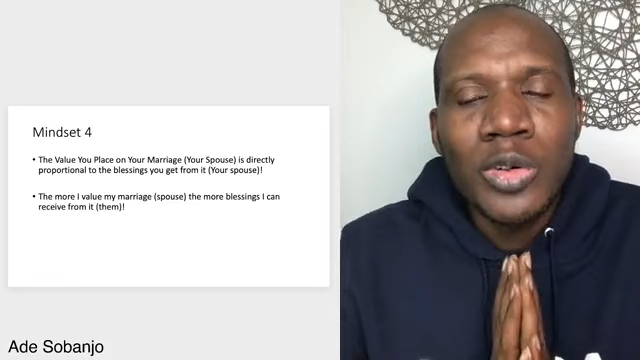 Mindset 4
• The Value You Place on Your Marriage (Your Spouse) is directly
proportional to the blessings you get from it (Your spouse)!
• The more I value my marriage (spouse) the more blessings I can
receive from it (them)!
Ade Sobanjo